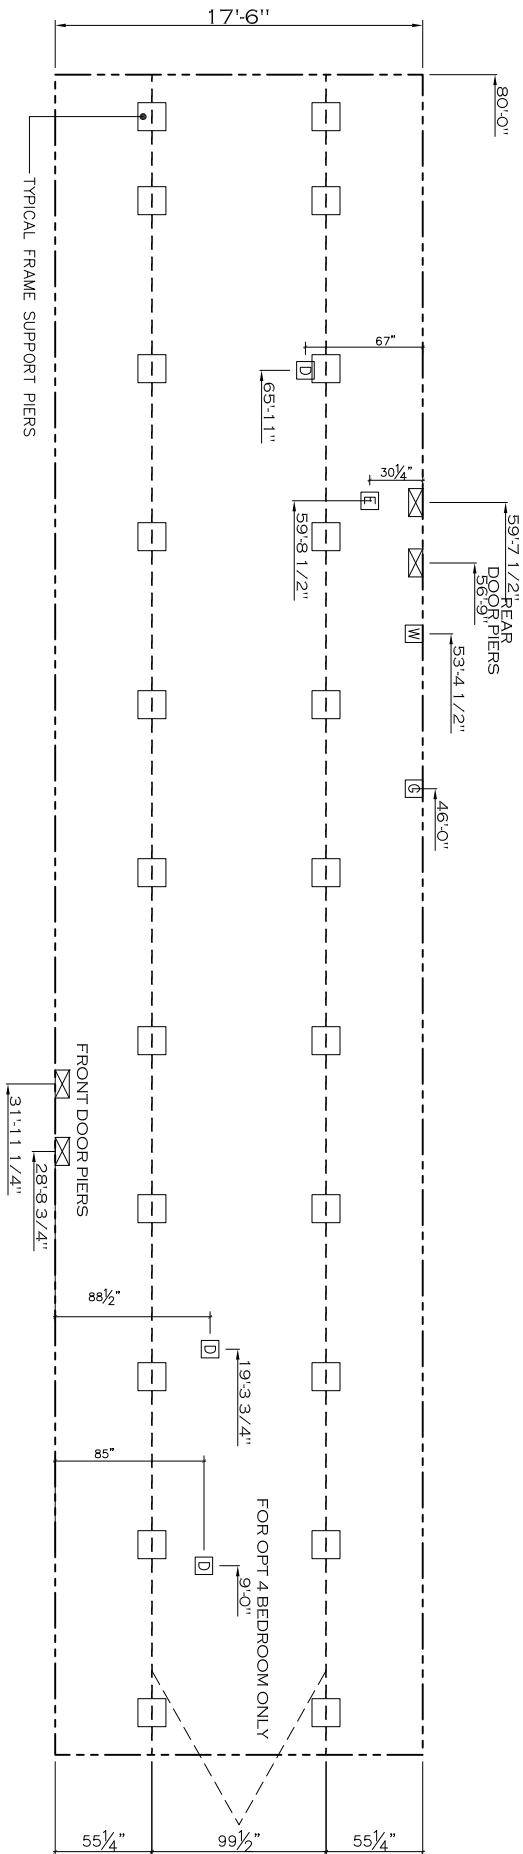 17'-6"
80'-0"
TYPICAL FRAME SUPPORT PIERS
67"
D
65'-11"
30¼"
E
59'-8 1/2"
59'-7 1/2"
REAR
DOOR PIERS
56'-9"
W
53'-4 1/2"
G
46'-0"
FRONT DOOR PIERS
31'-11 1/4"
28'-8 3/4"
88½"
D
19'-3 3/4"
85"
D
9'-0"
FOR OPT 4 BEDROOM ONLY
55¼"
99½"
55¼"